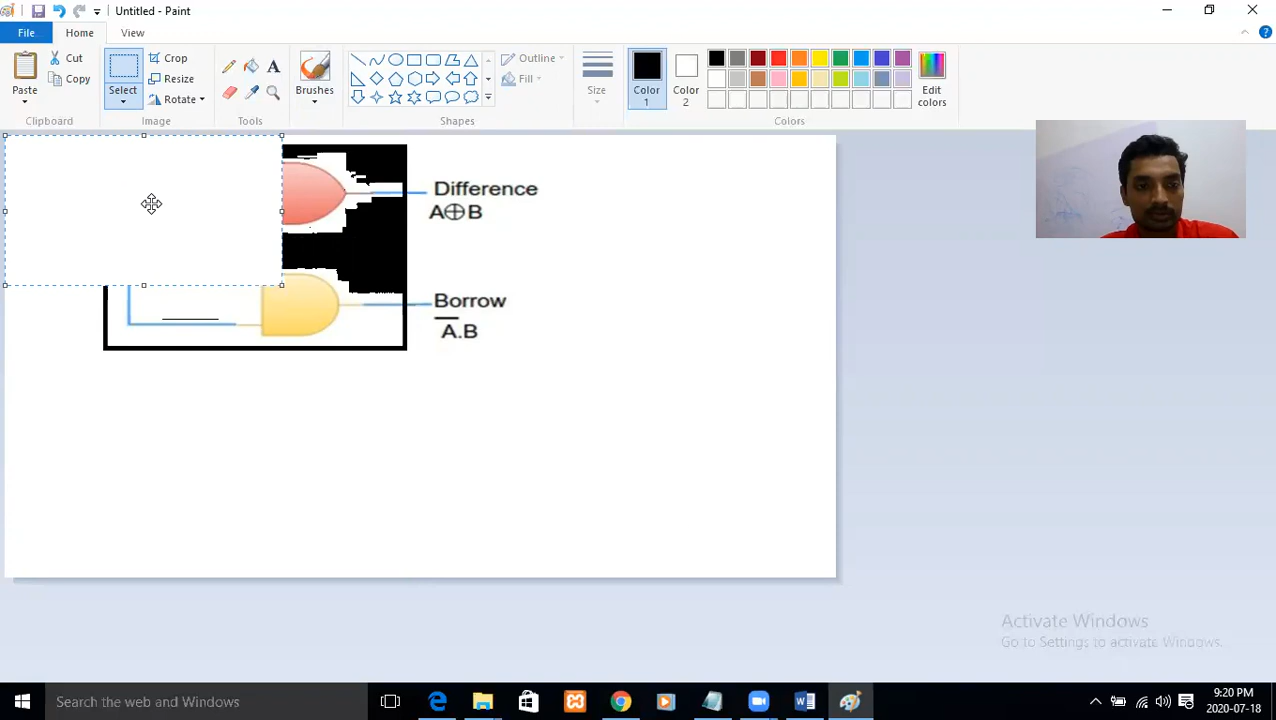 Untitled - Paint
File
Home
View
Paste
Cut
Copy
Clipboard
Select
Crop
Resize
Rotate
Image
Tools
Brushes
Shapes
Outline
Fill
Size
Color 1
Color 2
Edit colors
Colors
Difference
A⊕B
Borrow
A̅.B
Activate Windows
Go to Settings to activate Windows.
Search the web and Windows
9:20 PM
2020-07-18